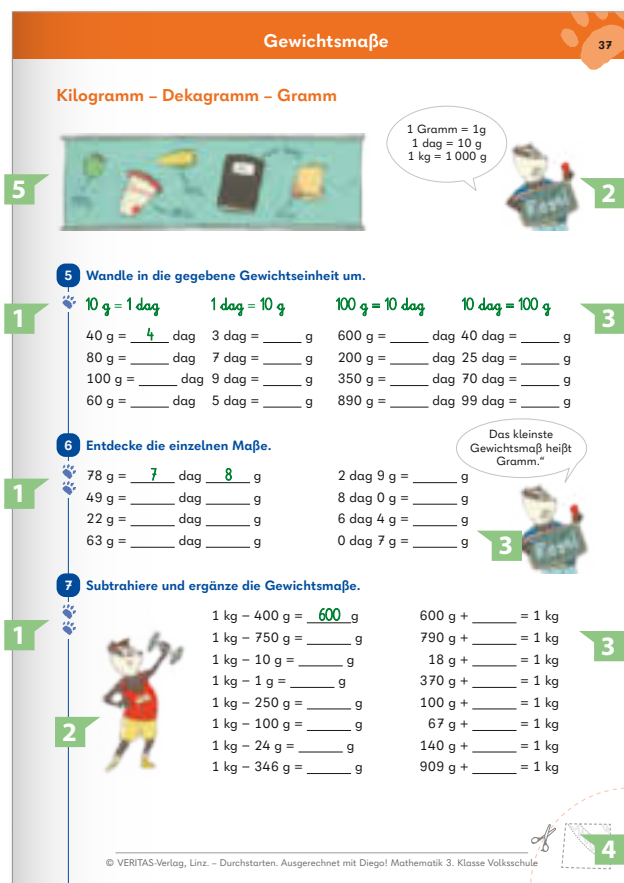 Gewichtsmaße
37
Kilogramm – Dekagramm – Gramm
1 Gramm = 1g
1 dag = 10 g
1 kg = 1 000 g
5
2
5 Wandle in die gegebene Gewichtseinheit um.
1
10 g = 1 dag 1 dag = 10 g 100 g = 10 dag 10 dag = 100 g
3
40 g = 4 dag 3 dag = ______ g 600 g = ______ dag 40 dag = ______ g
80 g = ______ dag 7 dag = ______ g 200 g = ______ dag 25 dag = ______ g
100 g = ______ dag 9 dag = ______ g 350 g = ______ dag 70 dag = ______ g
60 g = ______ dag 5 dag = ______ g 890 g = ______ dag 99 dag = ______ g
6 Entdecke die einzelnen Maße.
Das kleinste
Gewichtsmaß heißt
Gramm.“
1
78 g = 7 dag 8 g 2 dag 9 g = ______ g
49 g = ______ dag ______ g 8 dag 0 g = ______ g
22 g = ______ dag ______ g 6 dag 4 g = ______ g
63 g = ______ dag ______ g 0 dag 7 g = ______ g
3
7 Subtrahiere und ergänze die Gewichtsmaße.
1
1 kg – 400 g = 600 g 600 g + ______ = 1 kg
1 kg – 750 g = ______ g 790 g + ______ = 1 kg
3
1 kg – 10 g = ______ g 18 g + ______ = 1 kg
1 kg – 1 g = ______ g 370 g + ______ = 1 kg
1 kg – 250 g = ______ g 100 g + ______ = 1 kg
1 kg – 100 g = ______ g 67 g + ______ = 1 kg
2
1 kg – 24 g = ______ g 140 g + ______ = 1 kg
1 kg – 346 g = ______ g 909 g + ______ = 1 kg
4
© VERITAS-Verlag, Linz. – Durchstarten. Ausgerechnet mit Diego! Mathematik 3. Klasse Volksschule